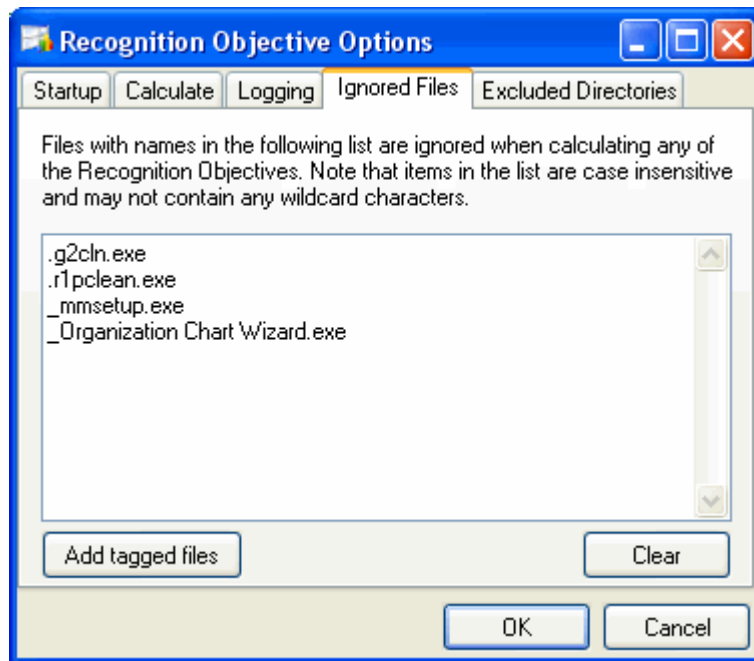 Recognition Objective Options
Startup Calculate Logging Ignored Files Excluded Directories
Files with names in the following list are ignored when calculating any of
the Recognition Objectives. Note that items in the list are case insensitive
and may not contain any wildcard characters.
.g2cln.exe
.r1pclean.exe
_mmsetup.exe
_Organization Chart Wizard.exe
Add tagged files Clear
OK Cancel